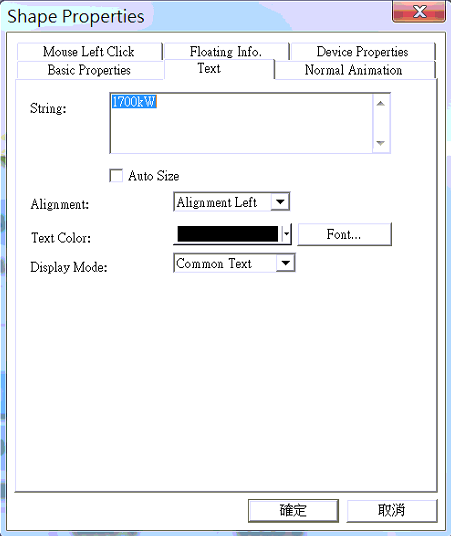 Shape Properties
Mouse Left Click Floating Info. Device Properties
Basic Properties Text Normal Animation
String: 1700kW
Auto Size
Alignment: Alignment Left
Text Color: Font...
Display Mode: Common Text
確定 取消